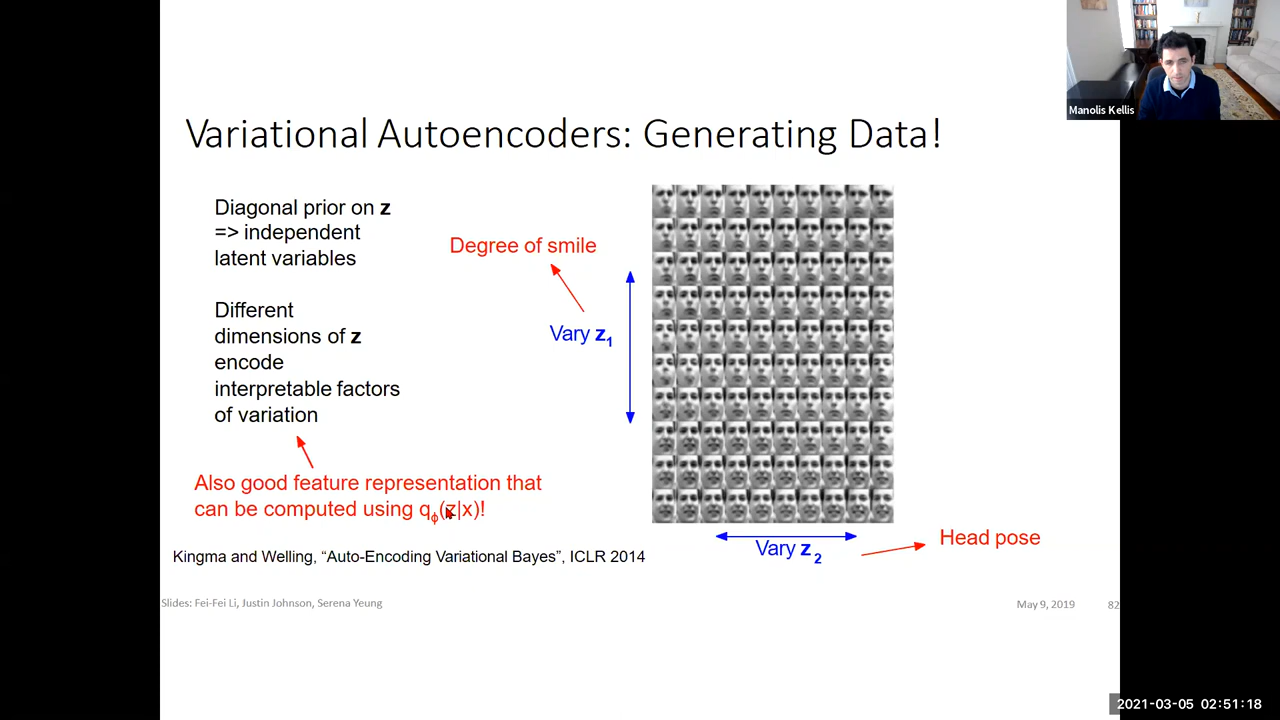 Manolis Kellis
Variational Autoencoders: Generating Data!
Diagonal prior on z
=> independent
latent variables
Different
dimensions of z
encode
interpretable factors
of variation
Also good feature representation that
can be computed using qϕ(z|x)!
Degree of smile
Vary z1
Vary z2
Head pose
Kingma and Welling, “Auto-Encoding Variational Bayes”, ICLR 2014
Slides: Fei-Fei Li, Justin Johnson, Serena Yeung
May 9, 2019
82
2021-03-05 02:51:18